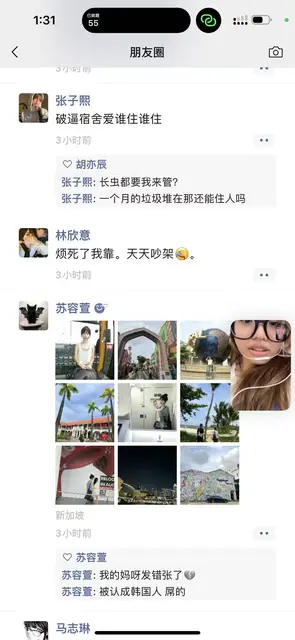 1:31
已录屏
55
朋友圈
3小时前
张子熙
破逼宿舍爱谁住谁住
3小时前
胡亦辰
张子熙: 长虫都要我来管?
张子熙: 一个月的垃圾堆在那还能住人吗
林欣意
烦死了我靠。天天吵架。
3小时前
苏容萱
新加坡
3小时前
苏容萱
苏容萱: 我的妈呀发错张了
苏容萱: 被认成韩国人 屌的
马志琳